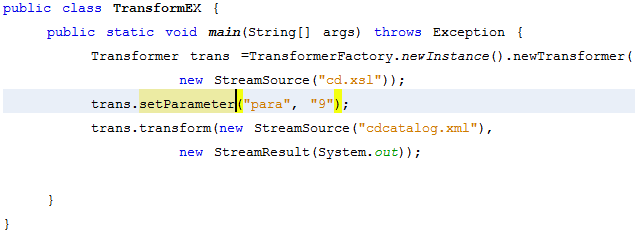 public class TransformEX {
public static void main(String[] args) throws Exception {
Transformer trans =TransformerFactory.newInstance().newTransformer(
new StreamSource("cd.xsl"));
trans.setParameter("para", "9");
trans.transform(new StreamSource("cdcatalog.xml"),
new StreamResult(System.out));
}
}